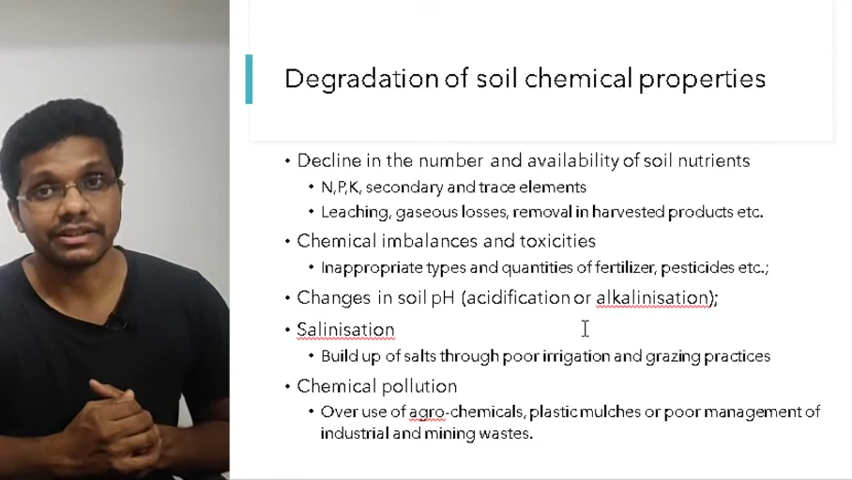 Degradation of soil chemical properties
• Decline in the number and availability of soil nutrients
• N,P,K, secondary and trace elements
• Leaching, gaseous losses, removal in harvested products etc.
• Chemical imbalances and toxicities
• Inappropriate types and quantities of fertilizer, pesticides etc.;
• Changes in soil pH (acidification or alkalinisation);
• Salinisation
• Build up of salts through poor irrigation and grazing practices
• Chemical pollution
• Over use of agro-chemicals, plastic mulches or poor management of
industrial and mining wastes.